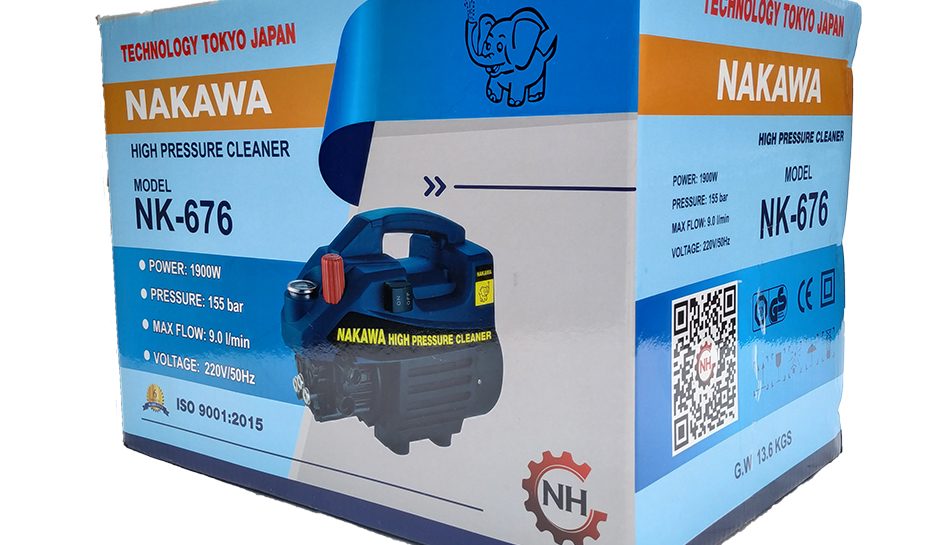 TECHNOLOGY TOKYO JAPAN
NAKAWA
HIGH PRESSURE CLEANER
MODEL
NK-676
POWER: 1900W
PRESSURE: 155 bar
MAX FLOW: 9.0 l/min
VOLTAGE: 220V/50Hz
ISO 9001:2015
ON
OFF
NAKAWA
NAKAWA HIGH PRESSURE CLEANER
NH
TECHNOLOGY TOKYO JAPAN
NAKAWA
HIGH PRESSURE CLEANER
MODEL
NK-676
POWER: 1900W
PRESSURE: 155 bar
MAX FLOW: 9.0 l/min
VOLTAGE: 220V/50Hz
NH
GS
CE
G.W 13.6 KGS